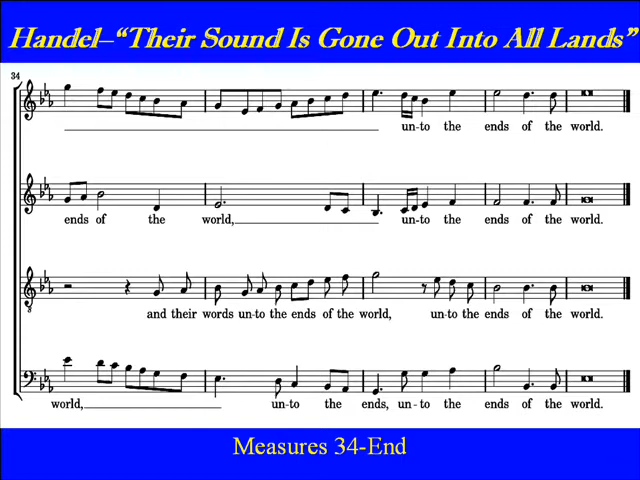 Handel–“Their Sound Is Gone Out Into All Lands”
34
un-to the ends of the world.
ends of the world, un-to the ends of the world.
and their words un-to the ends of the world, un-to the ends of the world.
world, un-to the ends, un-to the ends of the world.
Measures 34-End